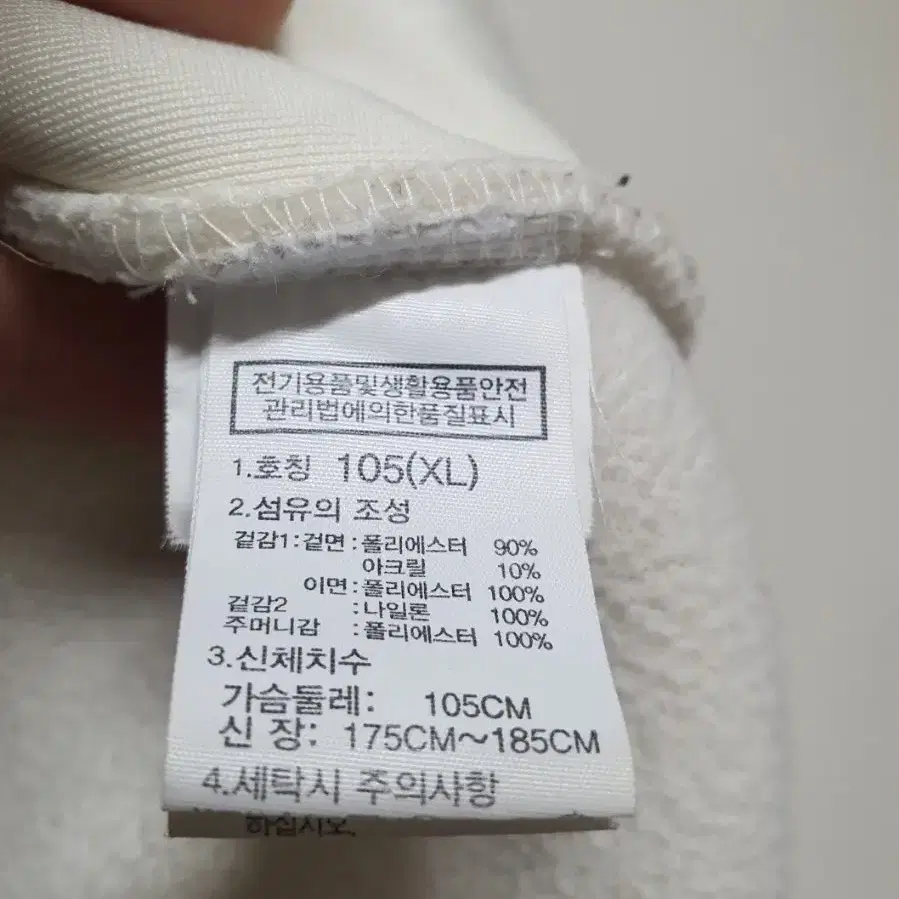 전기용품및생활용품안전
관리법에의한품질표시
1.호칭 105(XL)
2.섬유의 조성
겉감1:겉면:폴리에스터 90%
아크릴 10%
이면:폴리에스터 100%
겉감2 :나일론 100%
주머니감 :폴리에스터 100%
3.신체치수
가슴둘레: 105CM
신 장: 175CM~185CM
4.세탁시 주의사항
하십시오.